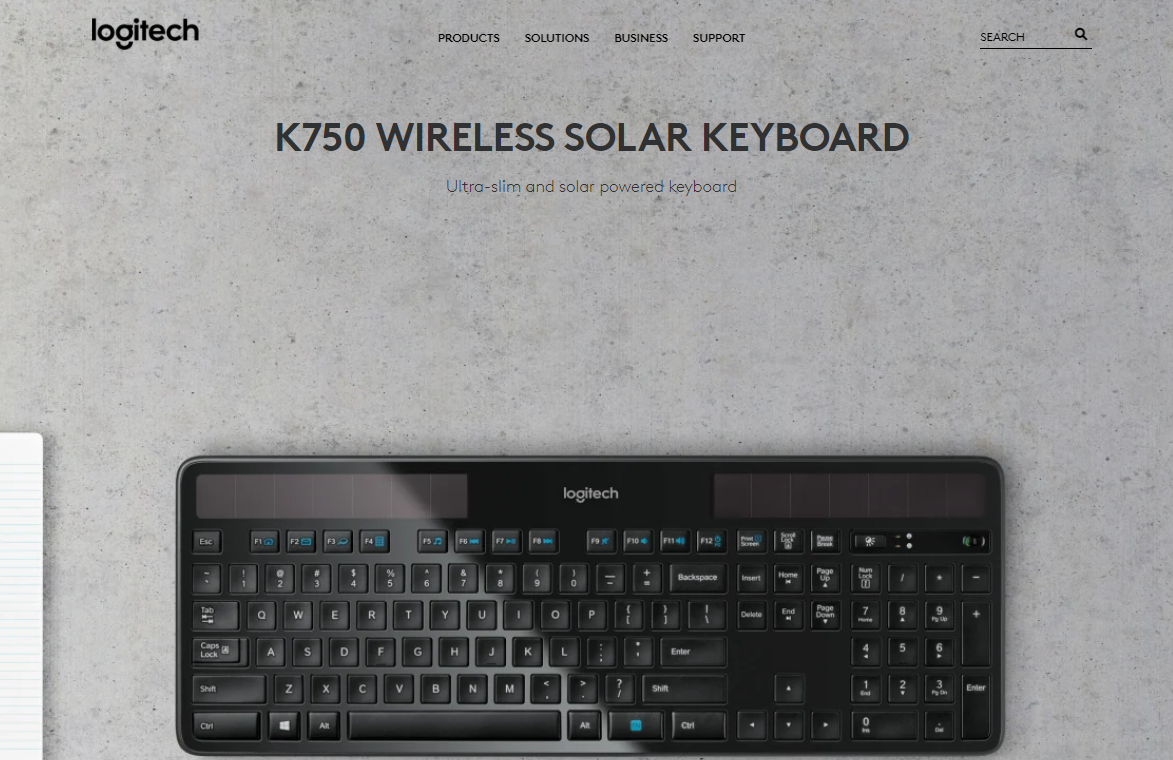 logitech
PRODUCTS SOLUTIONS BUSINESS SUPPORT
SEARCH
K750 WIRELESS SOLAR KEYBOARD
Ultra-slim and solar powered keyboard
logitech
Esc F1 F2 F3 F4 F5 F6 F7 F8 F9 F10 F11 F12 Print Screen Scroll Lock Pause Break
~ ` ! 1 @ 2 # 3 $ 4 % 5 ^ 6 & 7 * 8 ( 9 ) 0 _ - + = Backspace Insert Home Page Up Num Lock / * -
Tab Q W E R T Y U I O P { [ } ] | \ Delete End Page Down 7 Home 8 9 Pg Up +
Caps Lock A S D F G H J K L : ; " ' Enter 4 5 6
Shift Z X C V B N M < , > . ? / Shift 1 End 2 3 Pg Dn Enter
Ctrl Alt Alt Ctrl 0 Ins . Del